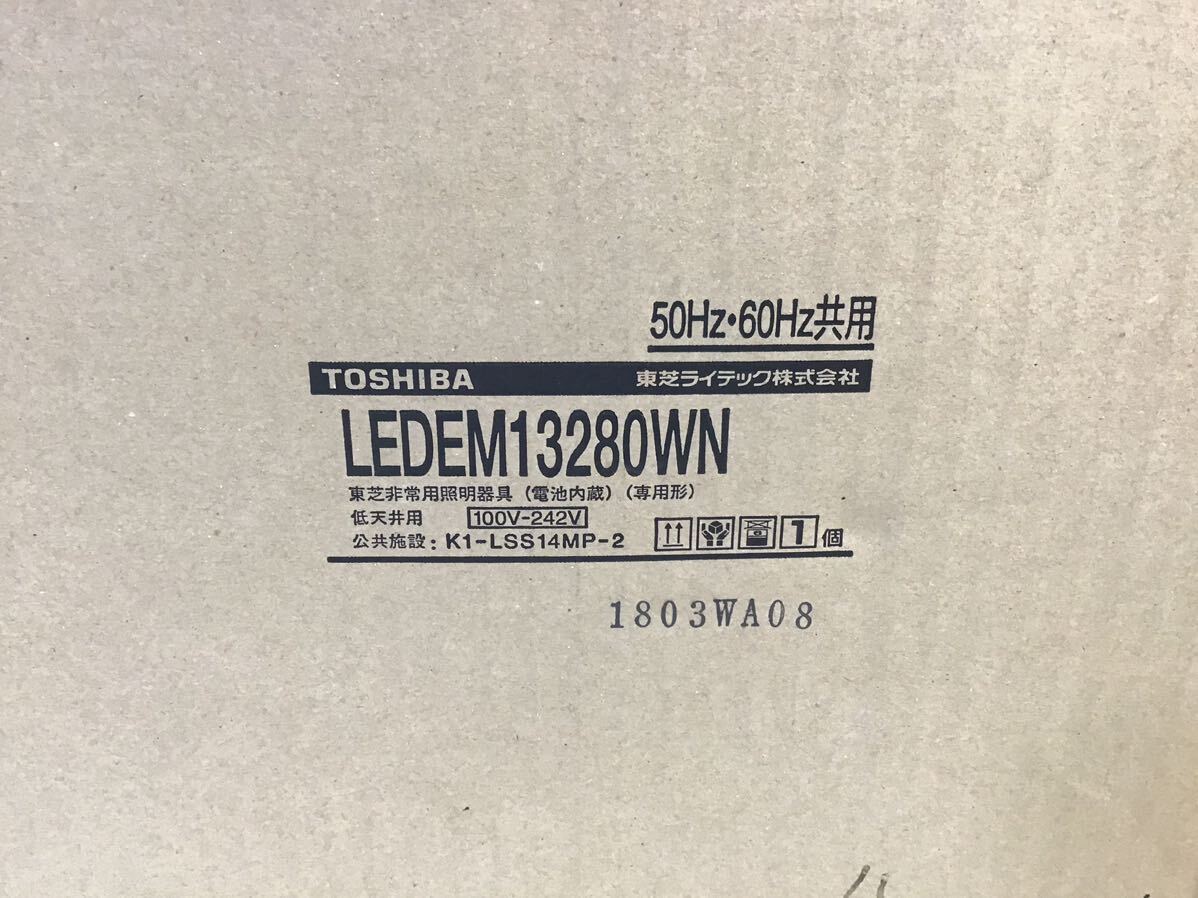 50Hz・60Hz共用
TOSHIBA 東芝ライテック株式会社
LEDEM13280WN
東芝非常用照明器具（電池内蔵）（専用形）
低天井用 100V-242V
公共施設：K1-LSS14MP-2 1個
1803WA08